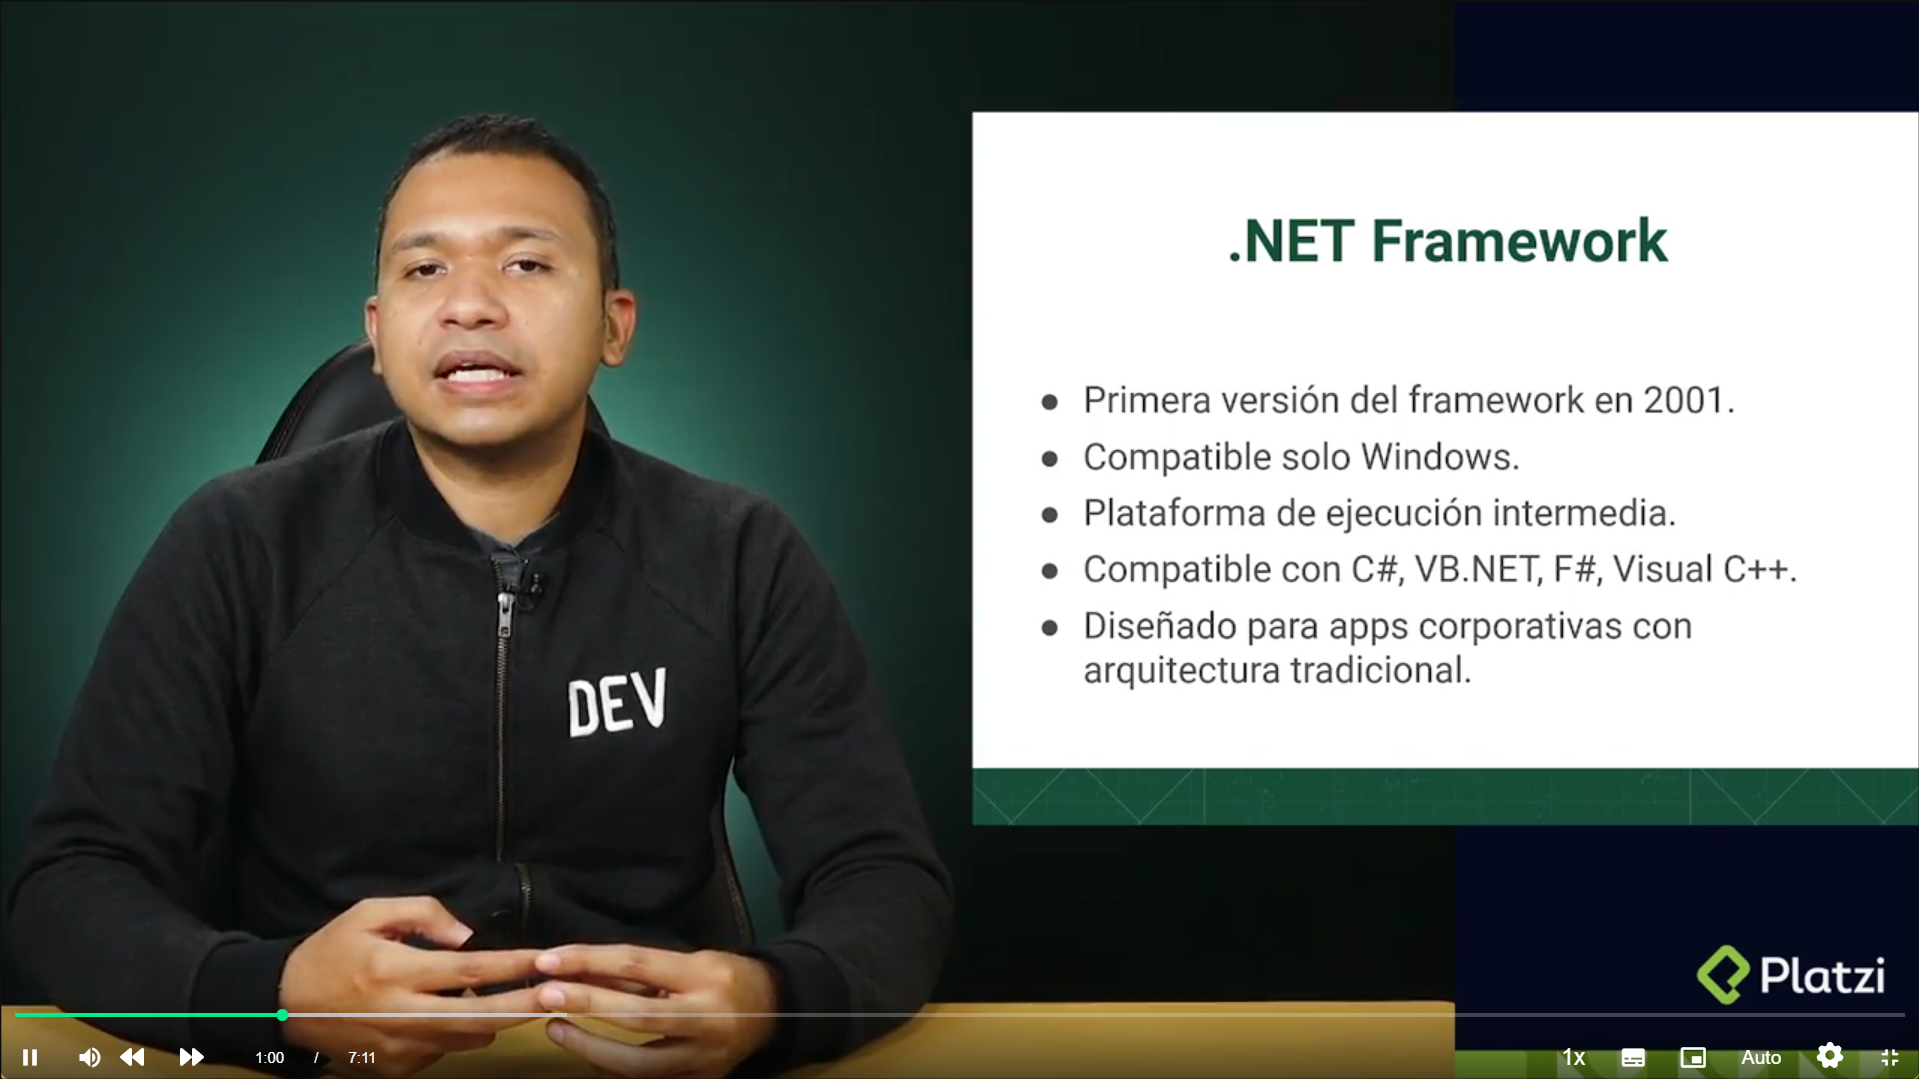 .NET Framework
● Primera versión del framework en 2001.
● Compatible solo Windows.
● Plataforma de ejecución intermedia.
● Compatible con C#, VB.NET, F#, Visual C++.
● Diseñado para apps corporativas con
arquitectura tradicional.
DEV
Platzi
1:00 / 7:11
1x
Auto